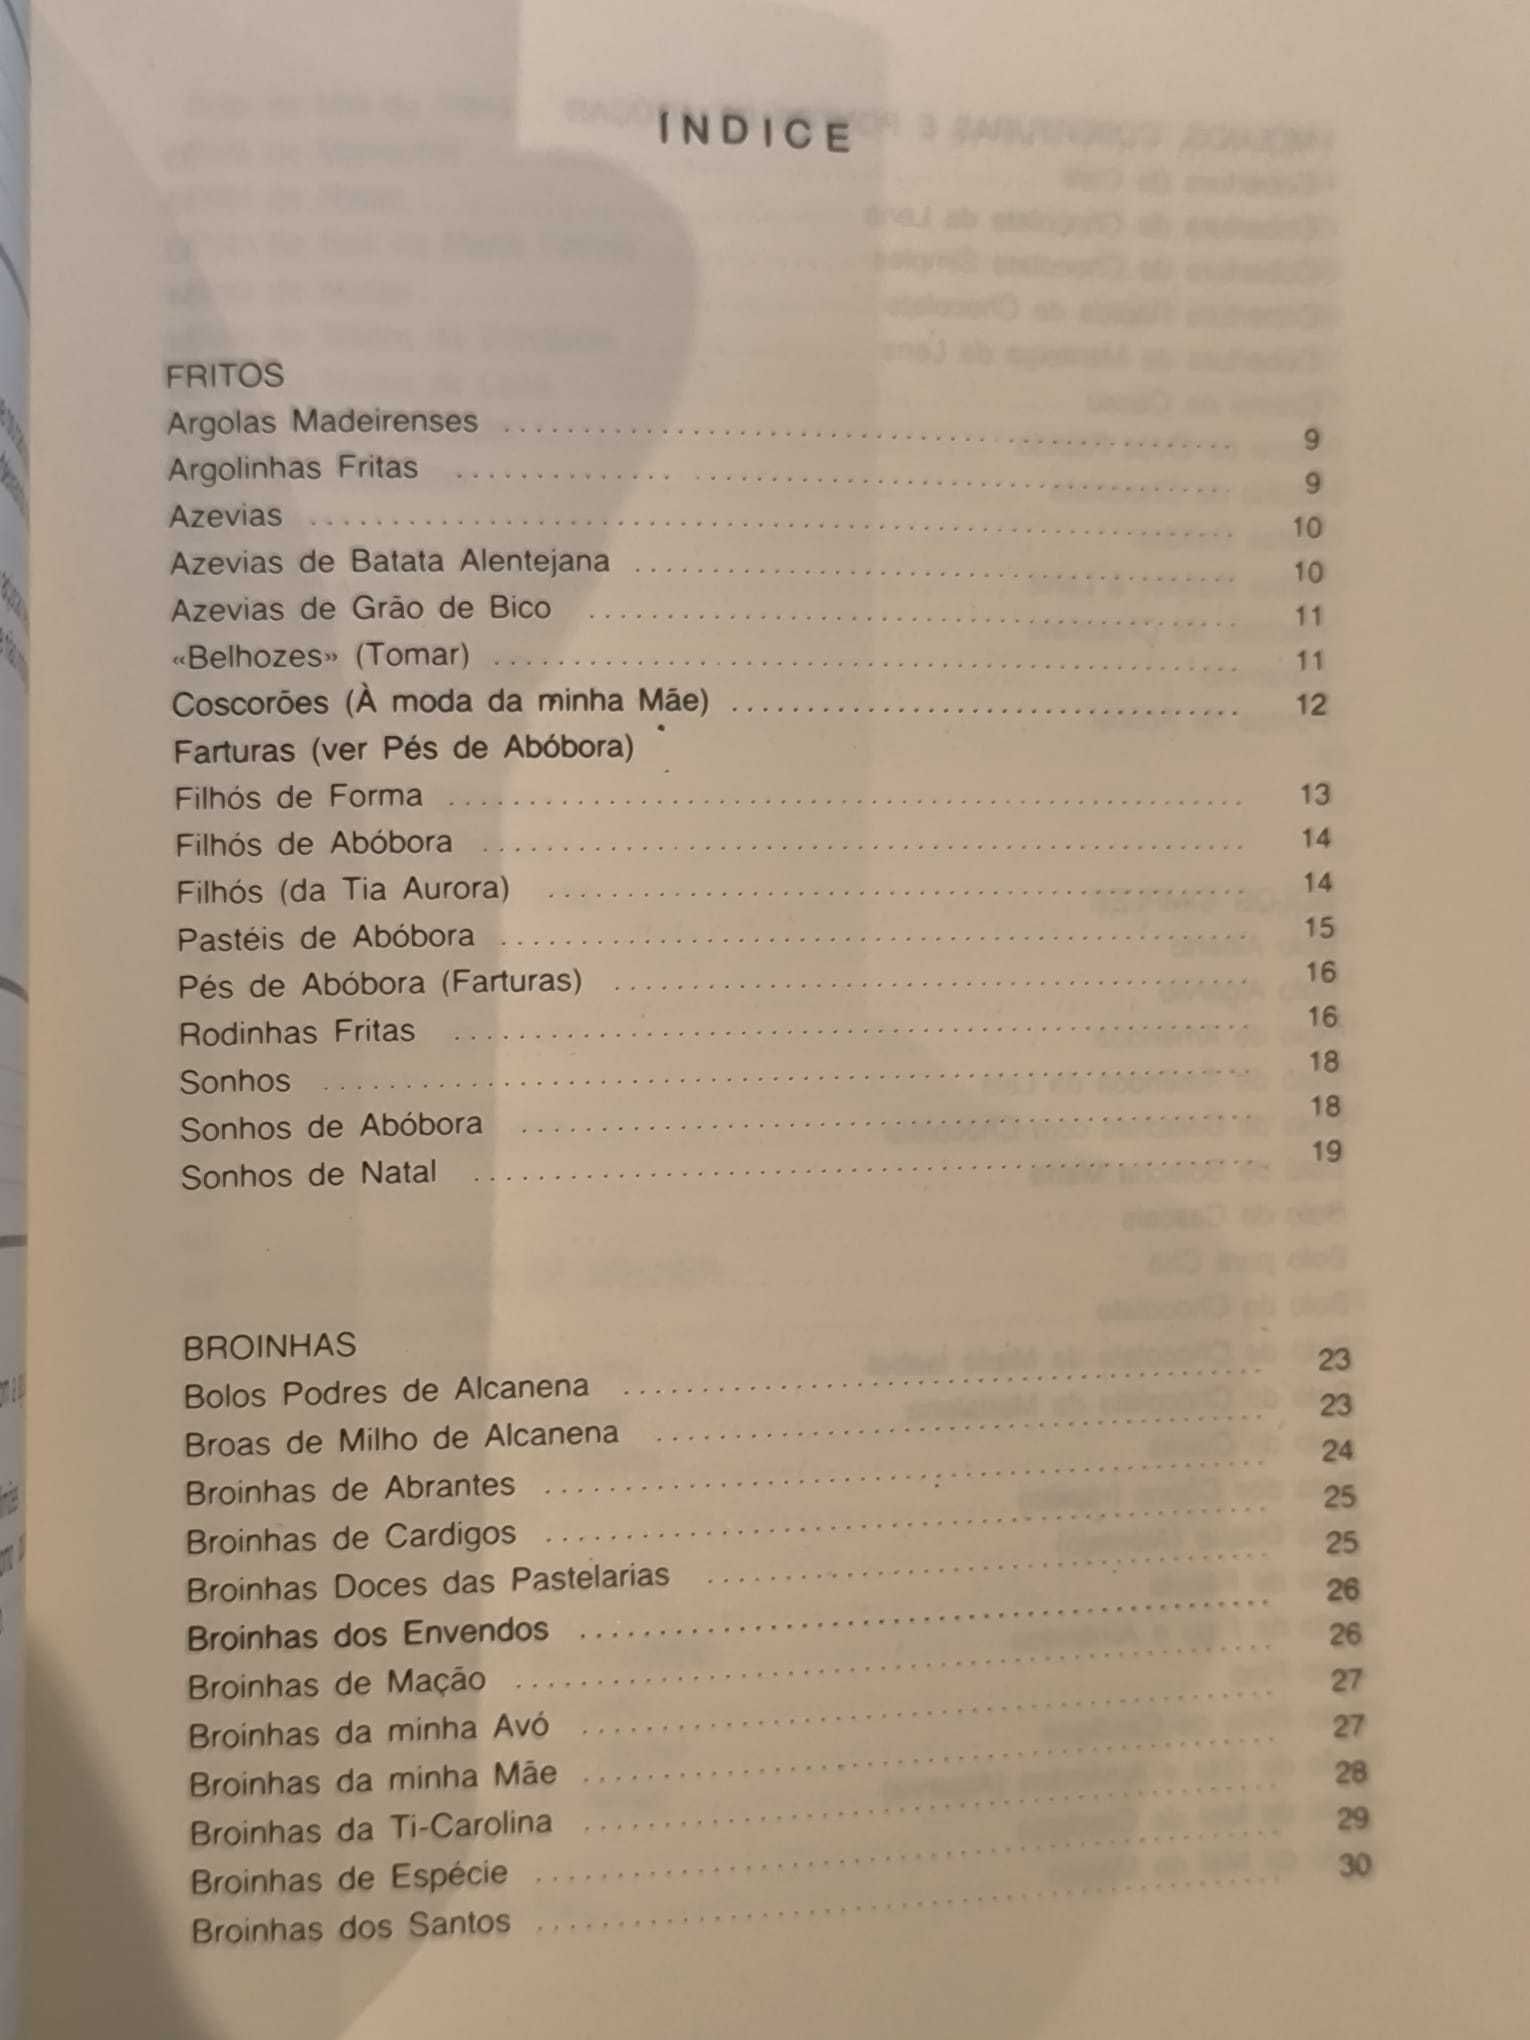 ÍNDICE
FRITOS
Argolas Madeirenses 9
Argolinhas Fritas 9
Azevias 10
Azevias de Batata Alentejana 10
Azevias de Grão de Bico 11
«Belhozes» (Tomar) 11
Coscorões (À moda da minha Mãe) 12
Farturas (ver Pés de Abóbora)
Filhós de Forma 13
Filhós de Abóbora 14
Filhós (da Tia Aurora) 14
Pastéis de Abóbora 15
Pés de Abóbora (Farturas) 16
Rodinhas Fritas 16
Sonhos 18
Sonhos de Abóbora 18
Sonhos de Natal 19
BROINHAS
Bolos Podres de Alcanena 23
Broas de Milho de Alcanena 23
Broinhas de Abrantes 24
Broinhas de Cardigos 25
Broinhas Doces das Pastelarias 25
Broinhas dos Envendos 26
Broinhas de Mação 26
Broinhas da minha Avó 27
Broinhas da minha Mãe 27
Broinhas da Ti-Carolina 28
Broinhas de Espécie 29
Broinhas dos Santos 30